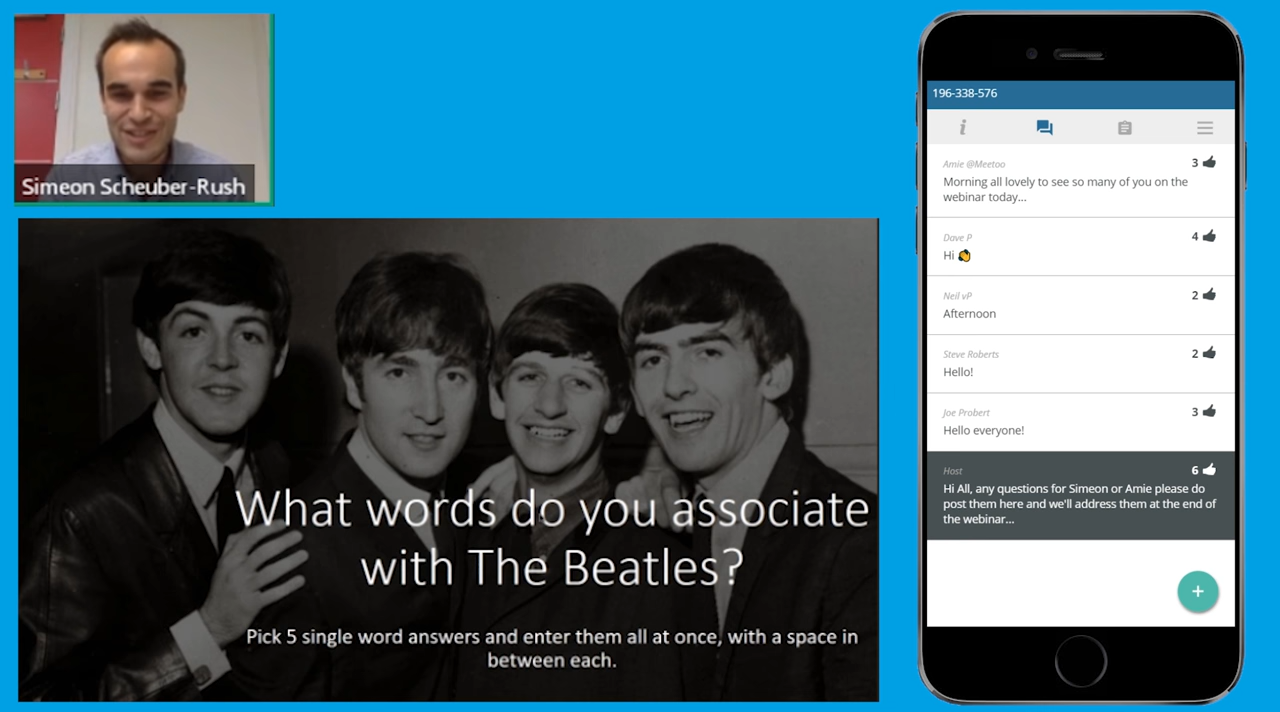 Simeon Scheuber-Rush
What words do you associate
with The Beatles?
Pick 5 single word answers and enter them all at once, with a space in
between each.
196-338-576
Amie @Meetoo 3
Morning all lovely to see so many of you on the
webinar today...
Dave P 4
Hi
Neil vP 2
Afternoon
Steve Roberts 2
Hello!
Joe Probert 3
Hello everyone!
Host 6
Hi All, any questions for Simeon or Amie please do
post them here and we'll address them at the end of
the webinar...